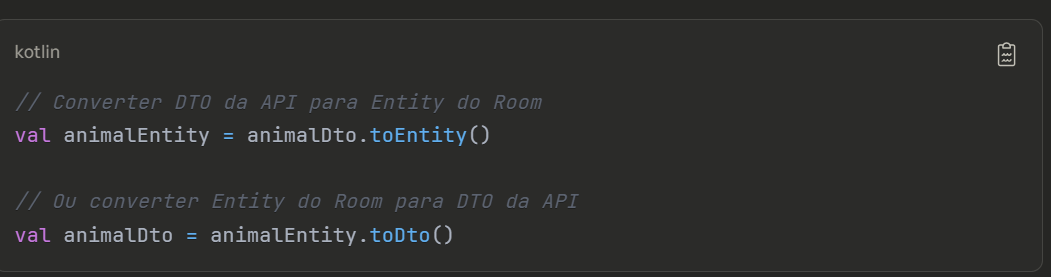 kotlin
// Converter DTO da API para Entity do Room
val animalEntity = animalDto.toEntity()
// Ou converter Entity do Room para DTO da API
val animalDto = animalEntity.toDto()